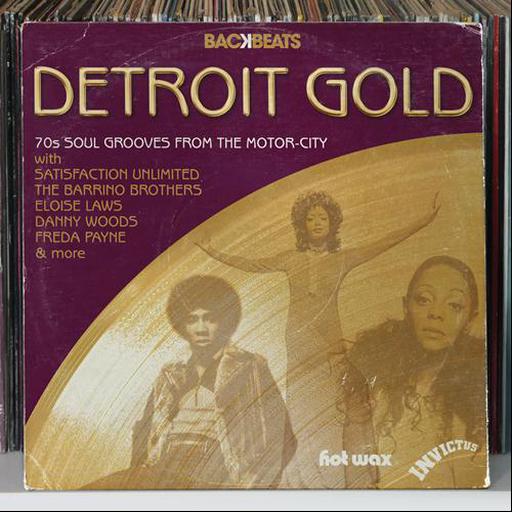 BACKBEATS
DETROIT GOLD
70s SOUL GROOVES FROM THE MOTOR-CITY
with
SATISFACTION UNLIMITED
THE BARRINO BROTHERS
ELOISE LAWS
DANNY WOODS
FREDA PAYNE
& more
hot wax
INVICTUS